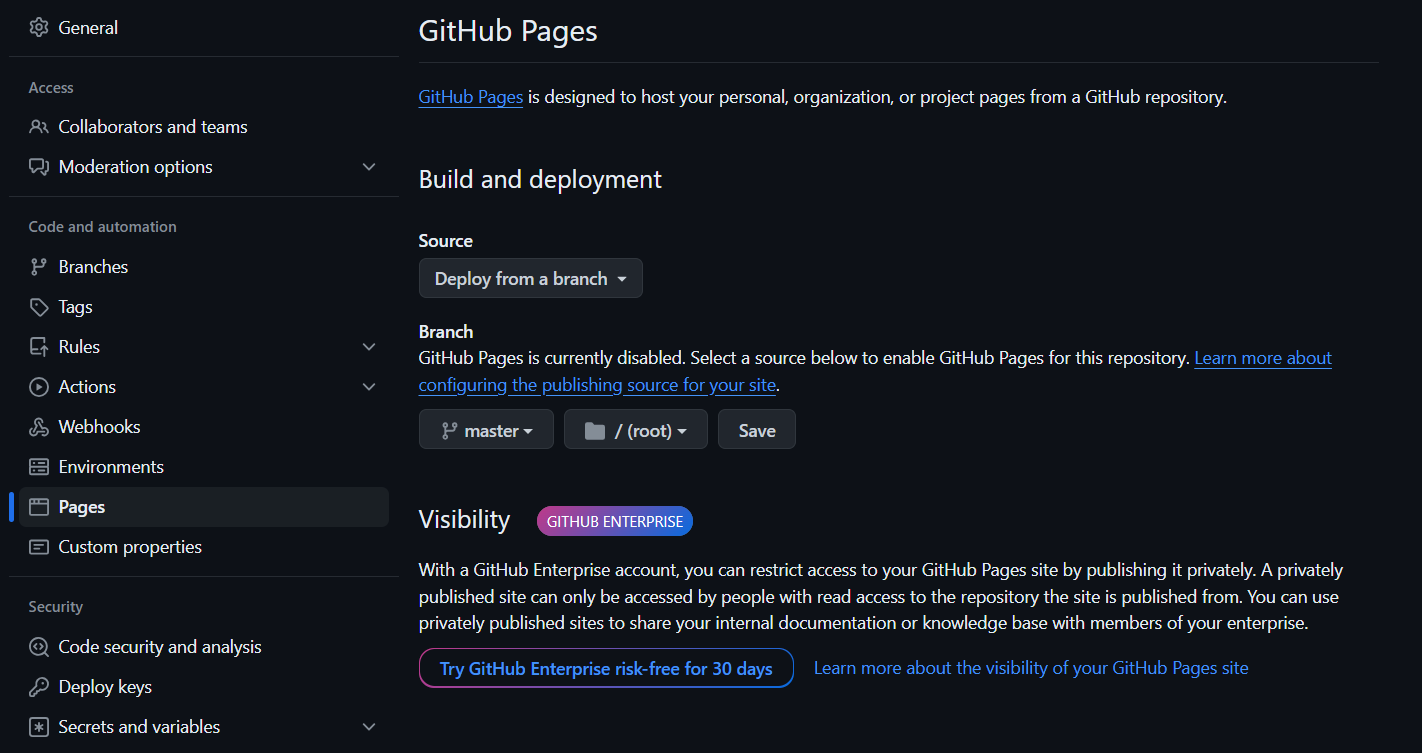 General
Access
Collaborators and teams
Moderation options
Code and automation
Branches
Tags
Rules
Actions
Webhooks
Environments
Pages
Custom properties
Security
Code security and analysis
Deploy keys
Secrets and variables
GitHub Pages
GitHub Pages is designed to host your personal, organization, or project pages from a GitHub repository.
Build and deployment
Source
Deploy from a branch
Branch
GitHub Pages is currently disabled. Select a source below to enable GitHub Pages for this repository. Learn more about
configuring the publishing source for your site.
master / (root) Save
Visibility GITHUB ENTERPRISE
With a GitHub Enterprise account, you can restrict access to your GitHub Pages site by publishing it privately. A privately
published site can only be accessed by people with read access to the repository the site is published from. You can use
privately published sites to share your internal documentation or knowledge base with members of your enterprise.
Try GitHub Enterprise risk-free for 30 days Learn more about the visibility of your GitHub Pages site